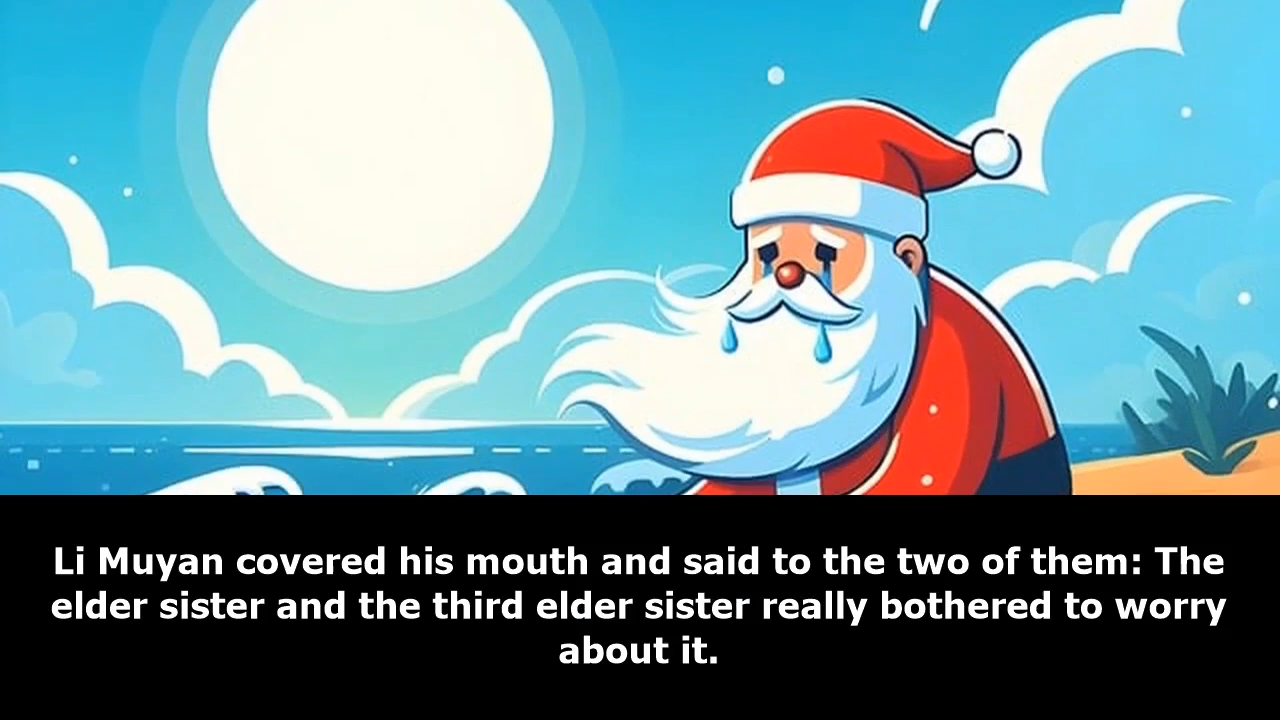 Li Muyan covered his mouth and said to the two of them: The
elder sister and the third elder sister really bothered to worry
about it.